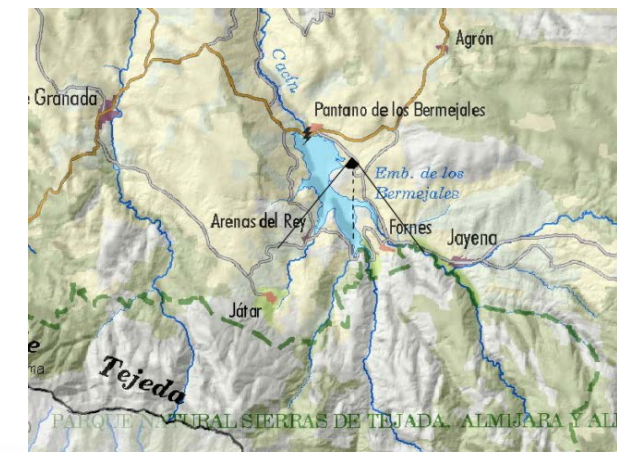 Agrón
Cacín
e Granada
Pantano de los Bermejales
Emb. de los
Bermejales
Arenas del Rey
Fornes
Jayena
Játar
e
ma
Tejeda
PARQUE NATURAL SIERRAS DE TEJADA, ALMIJARA Y AL